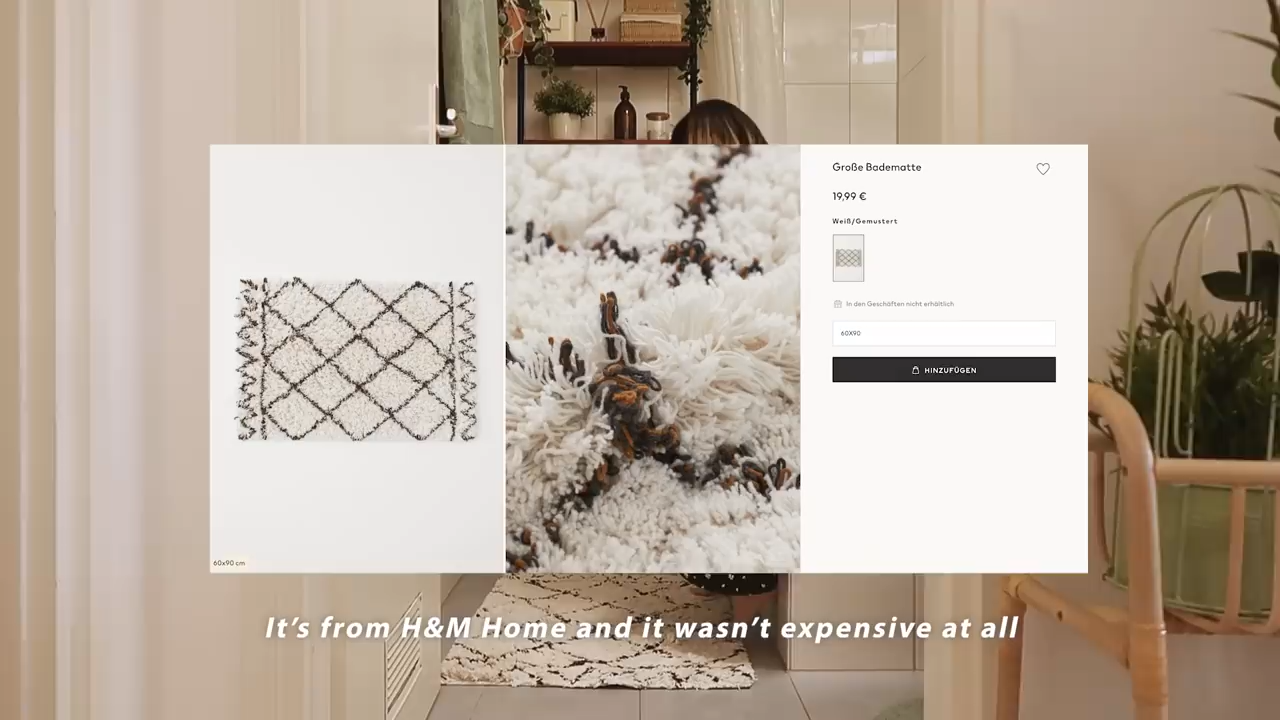 Große Badematte
19,99 €
Weiß/Gemustert
In den Geschäften nicht erhältlich
60X90
HINZUFÜGEN
60x90 cm
It's from H&M Home and it wasn't expensive at all